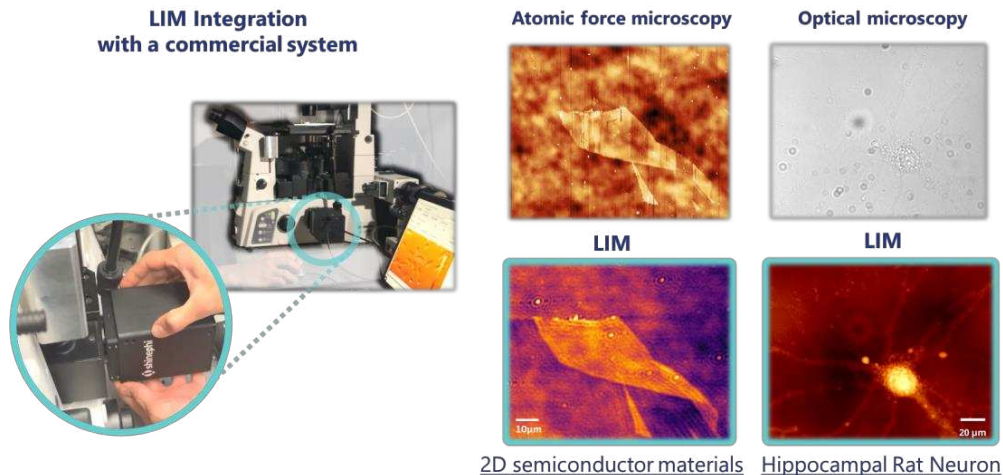 LIM Integration
with a commercial system
shinephi
Atomic force microscopy
Optical microscopy
LIM
LIM
10μm
20 μm
2D semiconductor materials
Hippocampal Rat Neuron